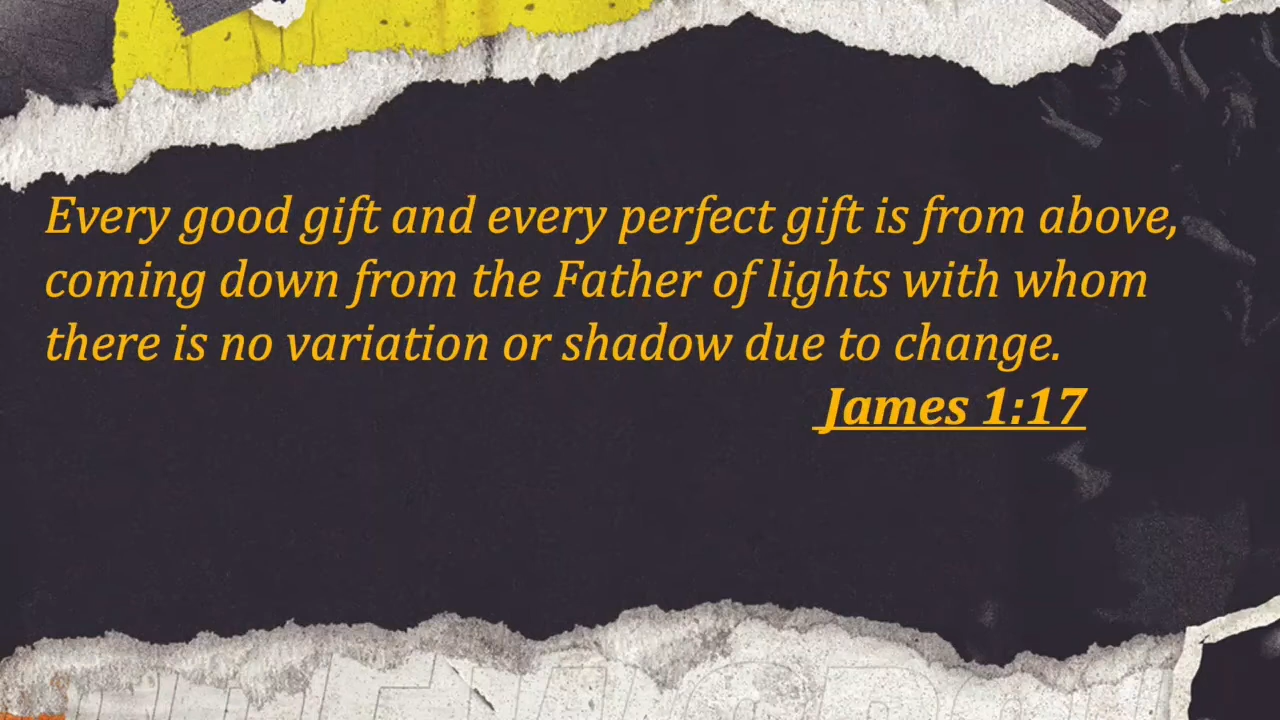 Every good gift and every perfect gift is from above,
coming down from the Father of lights with whom
there is no variation or shadow due to change.
James 1:17